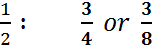 1/2 : 3/4 or 3/8